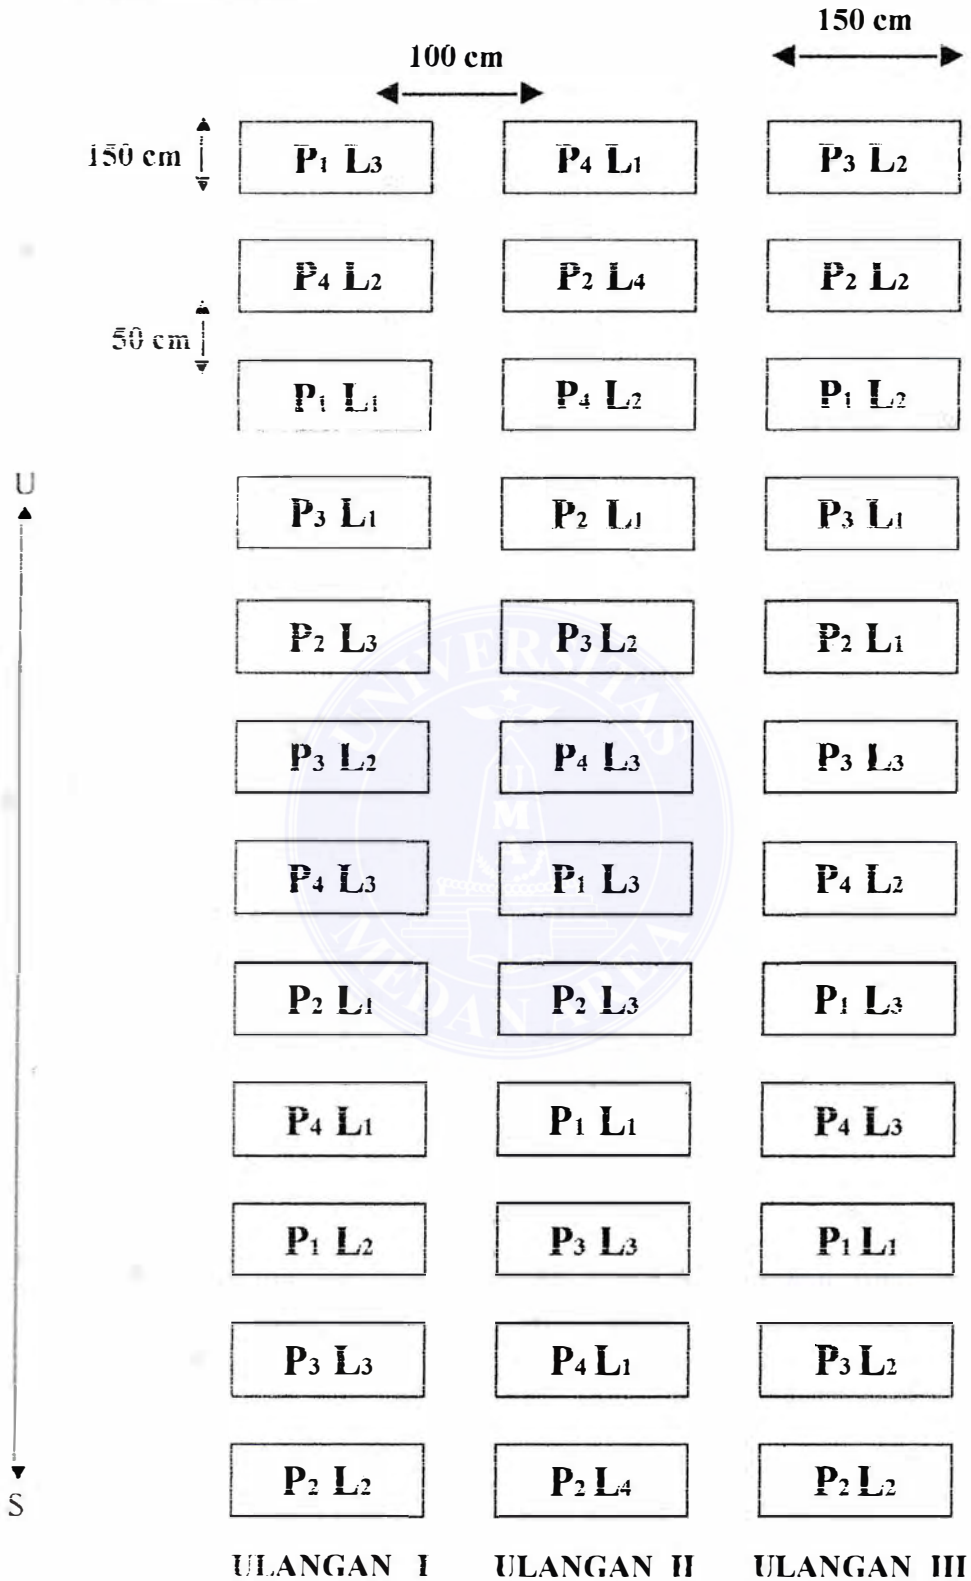 150 cm
100 cm
150 cm
P₁ L₃ P₄ L₁ P₃ L₂
P₄ L₂ P₂ L₄ P₂ L₂
50 cm
P₁ L₁ P₄ L₂ P₁ L₂
U
P₃ L₁ P₂ L₁ P₃ L₁
P₂ L₃ P₃ L₂ P₂ L₁
P₃ L₂ P₄ L₃ P₃ L₃
P₄ L₃ P₁ L₃ P₄ L₂
P₂ L₁ P₂ L₃ P₁ L₃
P₄ L₁ P₁ L₁ P₄ L₃
P₁ L₂ P₃ L₃ P₁ L₁
P₃ L₃ P₄ L₁ P₃ L₂
P₂ L₂ P₂ L₄ P₂ L₂
S
ULANGAN I ULANGAN II ULANGAN III
UNIVERSITAS
UMA
MEDAN AREA